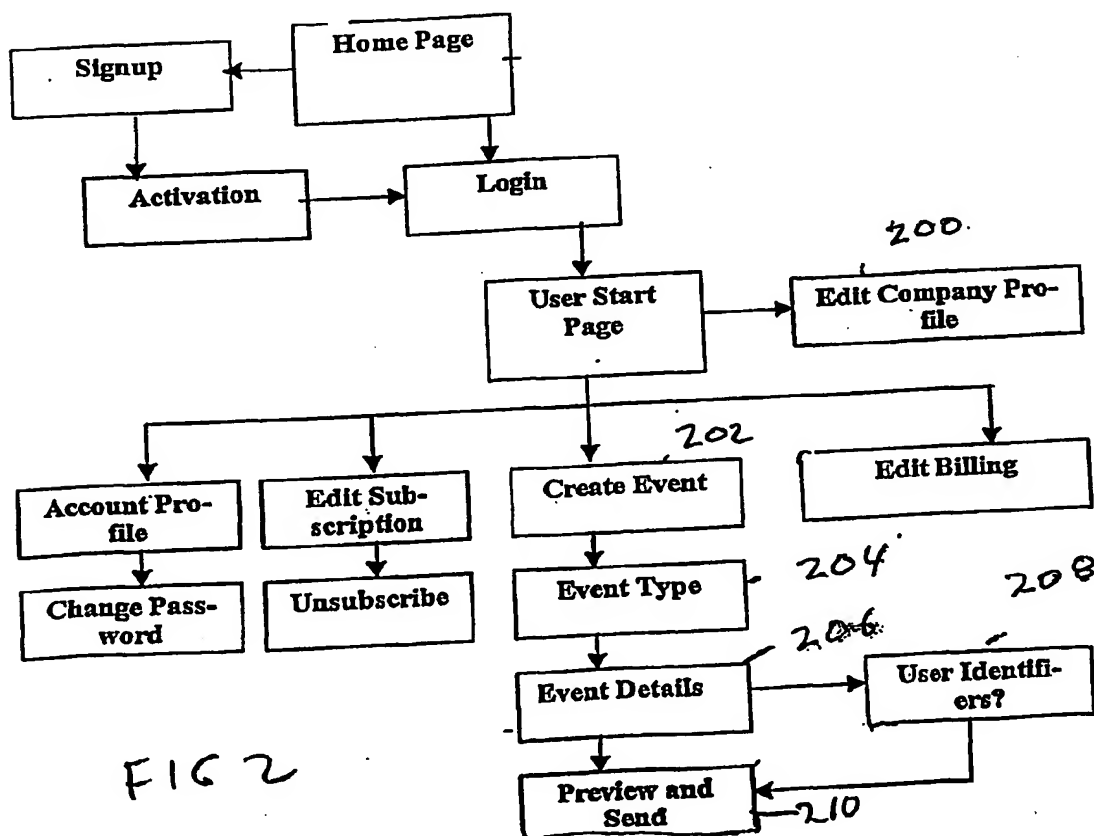 Home Page
Signup
Activation
Login
200.
User Start
Page
Edit Company Pro-
file
202
Account Pro-
file
Edit Sub-
scription
Create Event
Edit Billing
204
208
Change Pass-
word
Unsubscribe
Event Type
206
Event Details
User Identifi-
ers?
FIG 2
Preview and
Send
210